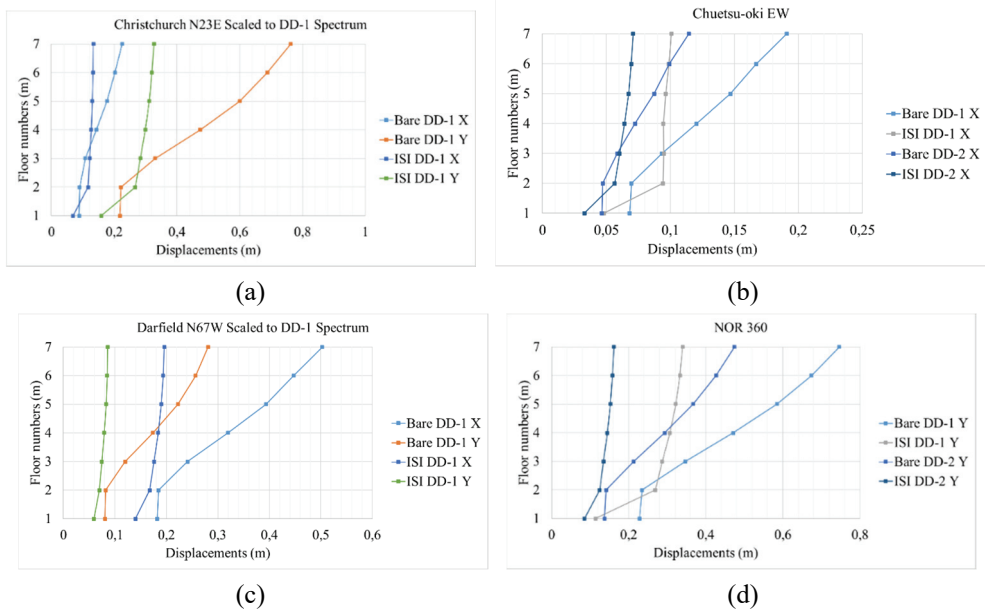 Christchurch N23E Scaled to DD-1 Spectrum
Floor numbers (m)
7
6
5
4
3
2
1
0
0,2
0,4
0,6
0,8
1
Displacements (m)
Bare DD-1 X
Bare DD-1 Y
ISI DD-1 X
ISI DD-1 Y
(a)
Chuetsu-oki EW
Floor numbers (m)
7
6
5
4
3
2
1
0
0,05
0,1
0,15
0,2
0,25
Displacements (m)
Bare DD-1 X
ISI DD-1 X
Bare DD-2 X
ISI DD-2 X
(b)
Darfield N67W Scaled to DD-1 Spectrum
Floor numbers (m)
7
6
5
4
3
2
1
0
0,1
0,2
0,3
0,4
0,5
0,6
Displacements (m)
Bare DD-1 X
Bare DD-1 Y
ISI DD-1 X
ISI DD-1 Y
(c)
NOR 360
Floor numbers (m)
7
6
5
4
3
2
1
0
0,2
0,4
0,6
0,8
Displacements (m)
Bare DD-1 Y
ISI DD-1 Y
Bare DD-2 Y
ISI DD-2 Y
(d)